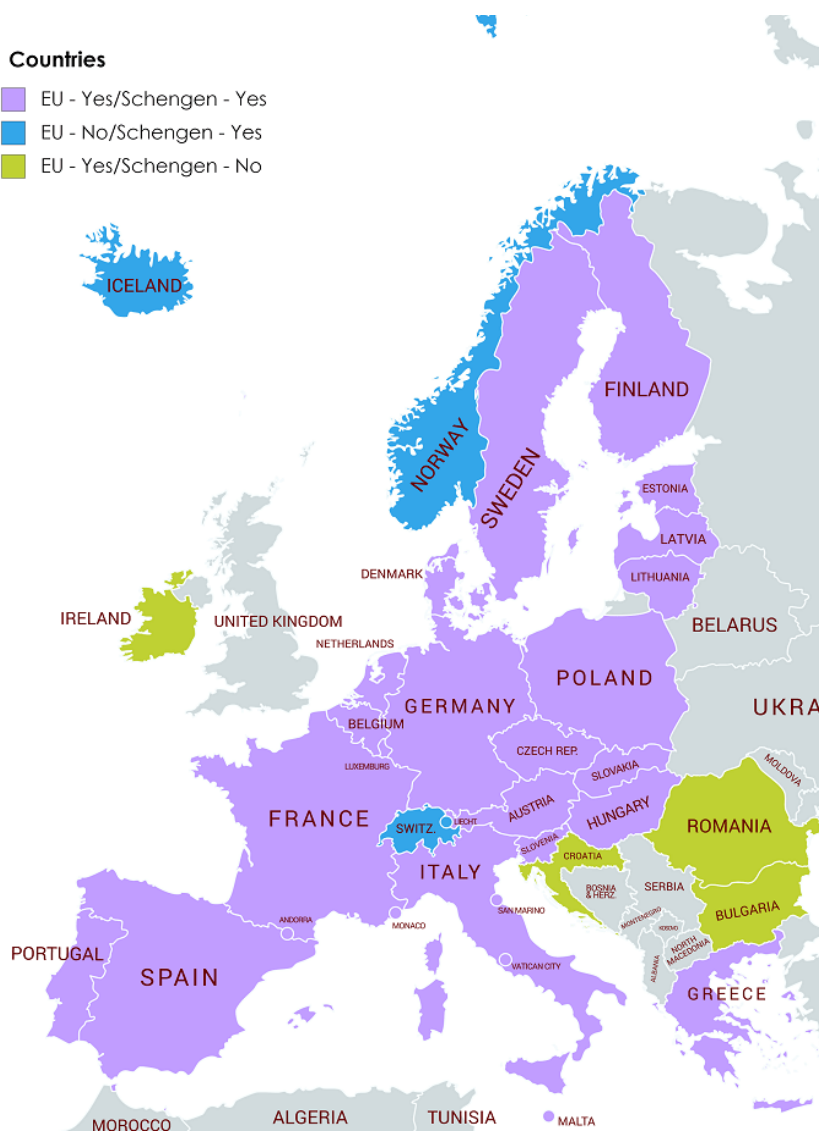 Countries
EU - Yes/Schengen - Yes
EU - No/Schengen - Yes
EU - Yes/Schengen - No
ICELAND
FINLAND
NORWAY
SWEDEN
ESTONIA
LATVIA
DENMARK
LITHUANIA
IRELAND
UNITED KINGDOM
BELARUS
NETHERLANDS
POLAND
GERMANY
UKRA
BELGIUM
CZECH REP.
LUXEMBURG
SLOVAKIA
MOLDOVA
AUSTRIA
HUNGARY
FRANCE
SWITZ.
LIECHT.
ROMANIA
SLOVENIA
CROATIA
ITALY
BOSNIA
& HERZ.
SERBIA
SAN MARINO
BULGARIA
ANDORRA
MONACO
MONTENEGRO
KOSOVO
NORTH
MACEDONIA
PORTUGAL
SPAIN
VATICAN CITY
ALBANIA
GREECE
MOROCCO
ALGERIA
TUNISIA
MALTA